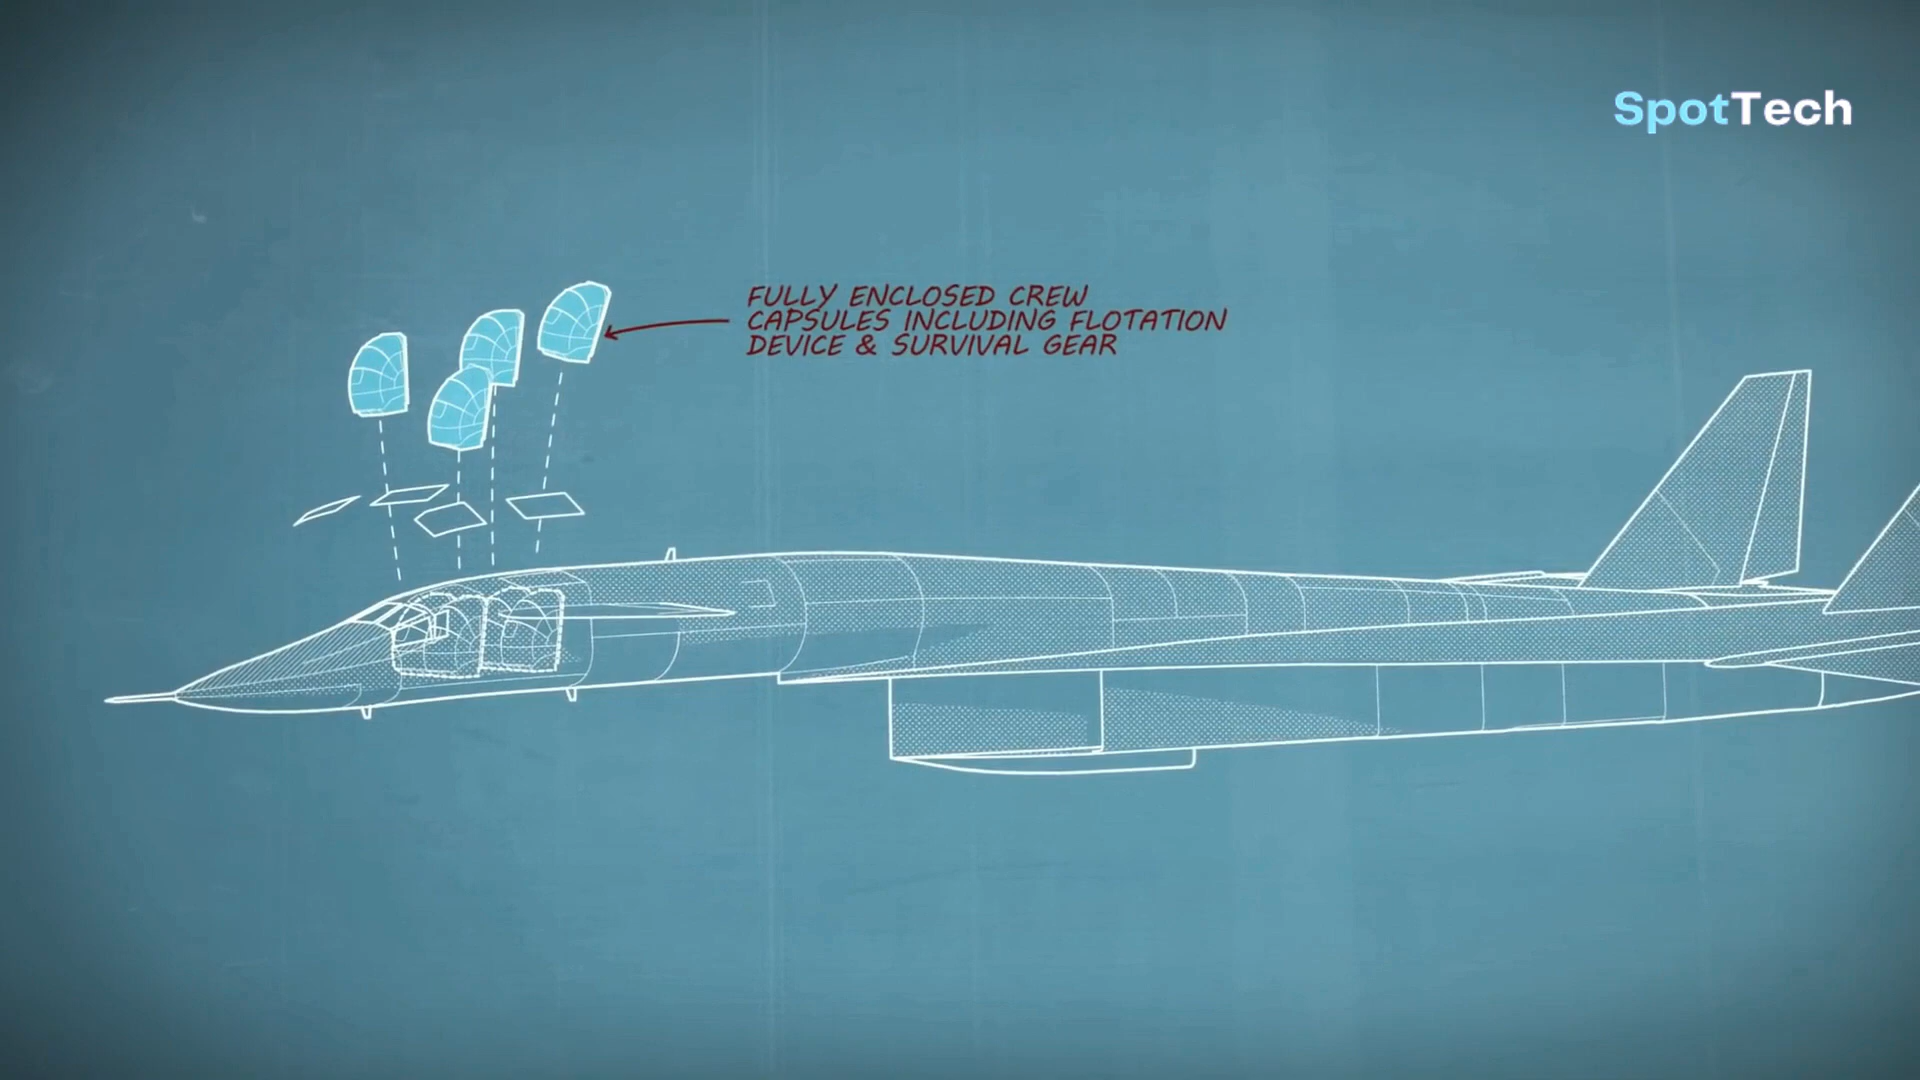 SpotTech
FULLY ENCLOSED CREW
CAPSULES INCLUDING FLOTATION
DEVICE & SURVIVAL GEAR